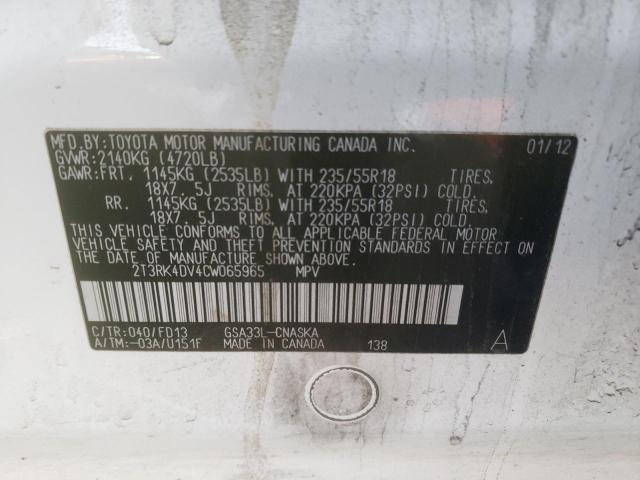 MFD. BY: TOYOTA MOTOR MANUFACTURING CANADA INC. 01/12
GVWR: 2140KG (4720LB)
GAWR: FRT. 1145KG (2535LB) WITH 235/55R18 TIRES,
18X7. 5J RIMS, AT 220KPA (32PSI) COLD.
RR. 1145KG (2535LB) WITH 235/55R18 TIRES,
18X7. 5J RIMS, AT 220KPA (32PSI) COLD.
THIS VEHICLE CONFORMS TO ALL APPLICABLE FEDERAL MOTOR
VEHICLE SAFETY AND THEFT PREVENTION STANDARDS IN EFFECT ON
THE DATE OF MANUFACTURE SHOWN ABOVE.
2T3RK4DV4CW065965 MPV
C/TR: 040/FD13 GSA33L-CNASKA
A/TM: -03A/U151F MADE IN CANADA 138 A